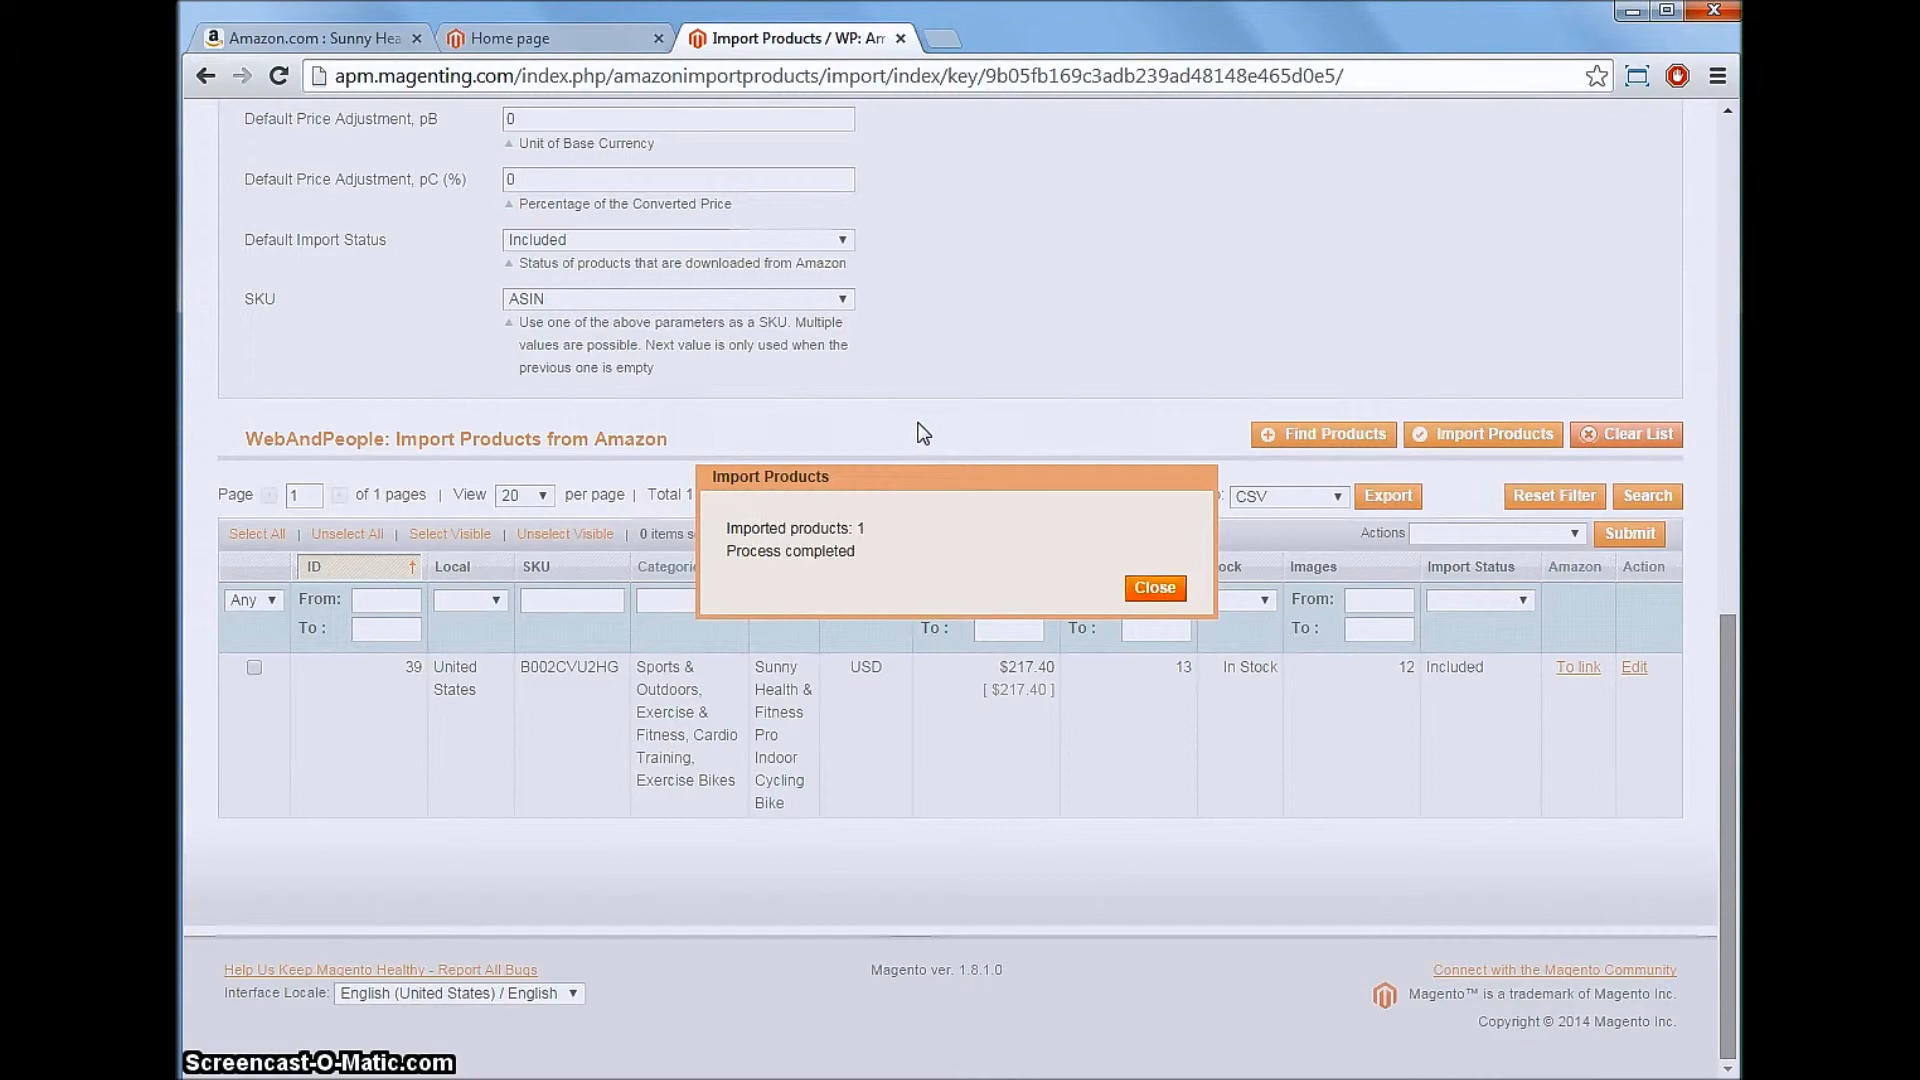 Amazon.com : Sunny Hea
Home page
Import Products / WP: Am
apm.magenting.com/index.php/amazonimportproducts/import/index/key/9b05fb169c3adb239ad48148e465d0e5/
Default Price Adjustment, pB
0
Unit of Base Currency
Default Price Adjustment, pC (%)
0
Percentage of the Converted Price
Default Import Status
Included
Status of products that are downloaded from Amazon
SKU
ASIN
Use one of the above parameters as a SKU. Multiple
values are possible. Next value is only used when the
previous one is empty
WebAndPeople: Import Products from Amazon
Find Products
Import Products
Clear List
Page 1 of 1 pages | View 20 per page | Total 1
CSV
Export
Reset Filter
Search
Select All | Unselect All | Select Visible | Unselect Visible | 0 items s
Actions
Submit
Import Products
Imported products: 1
Process completed
Close
ID
Local
SKU
Categorie
ock
Images
Import Status
Amazon
Action
Any
From:
To :
To :
To :
From:
To :
39
United
States
B002CVU2HG
Sports &
Outdoors,
Exercise &
Fitness, Cardio
Training,
Exercise Bikes
Sunny
Health &
Fitness
Pro
Indoor
Cycling
Bike
USD
$217.40
[ $217.40 ]
13
In Stock
12
Included
To link
Edit
Help Us Keep Magento Healthy - Report All Bugs
Interface Locale: English (United States) / English
Magento ver. 1.8.1.0
Connect with the Magento Community
Magento™ is a trademark of Magento Inc.
Copyright © 2014 Magento Inc.
Screencast-O-Matic.com